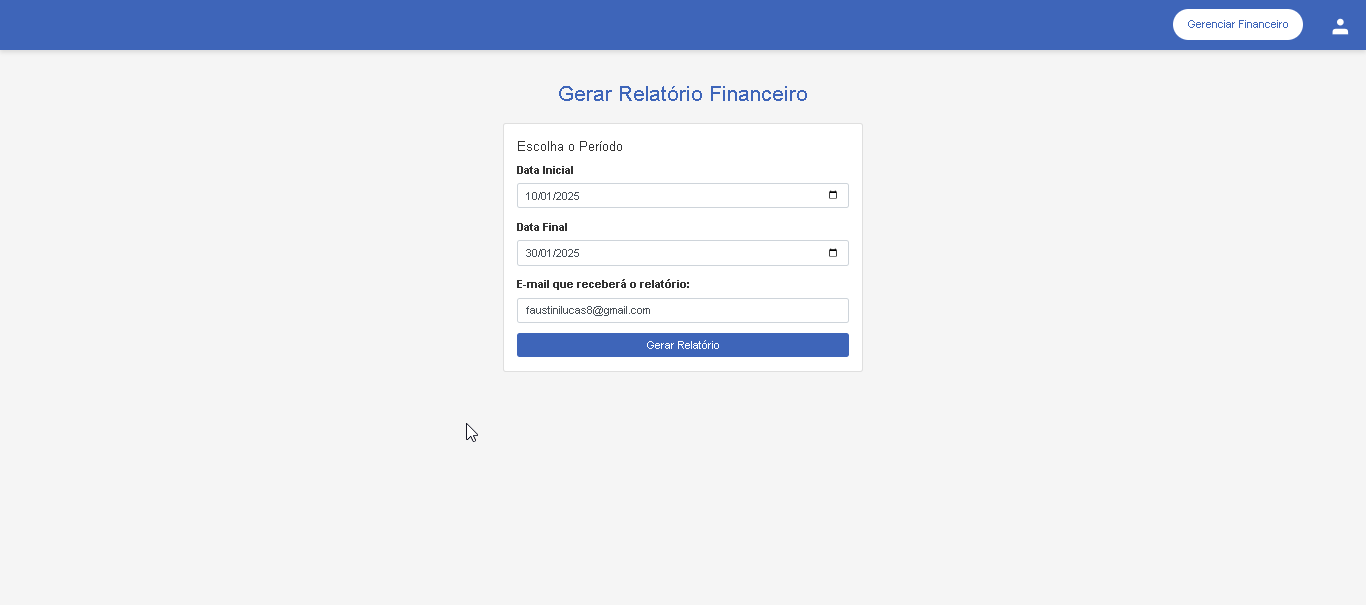 Gerenciar Financeiro
Gerar Relatório Financeiro
Escolha o Período
Data Inicial
10/01/2025
Data Final
30/01/2025
E-mail que receberá o relatório:
faustinilucas8@gmail.com
Gerar Relatório